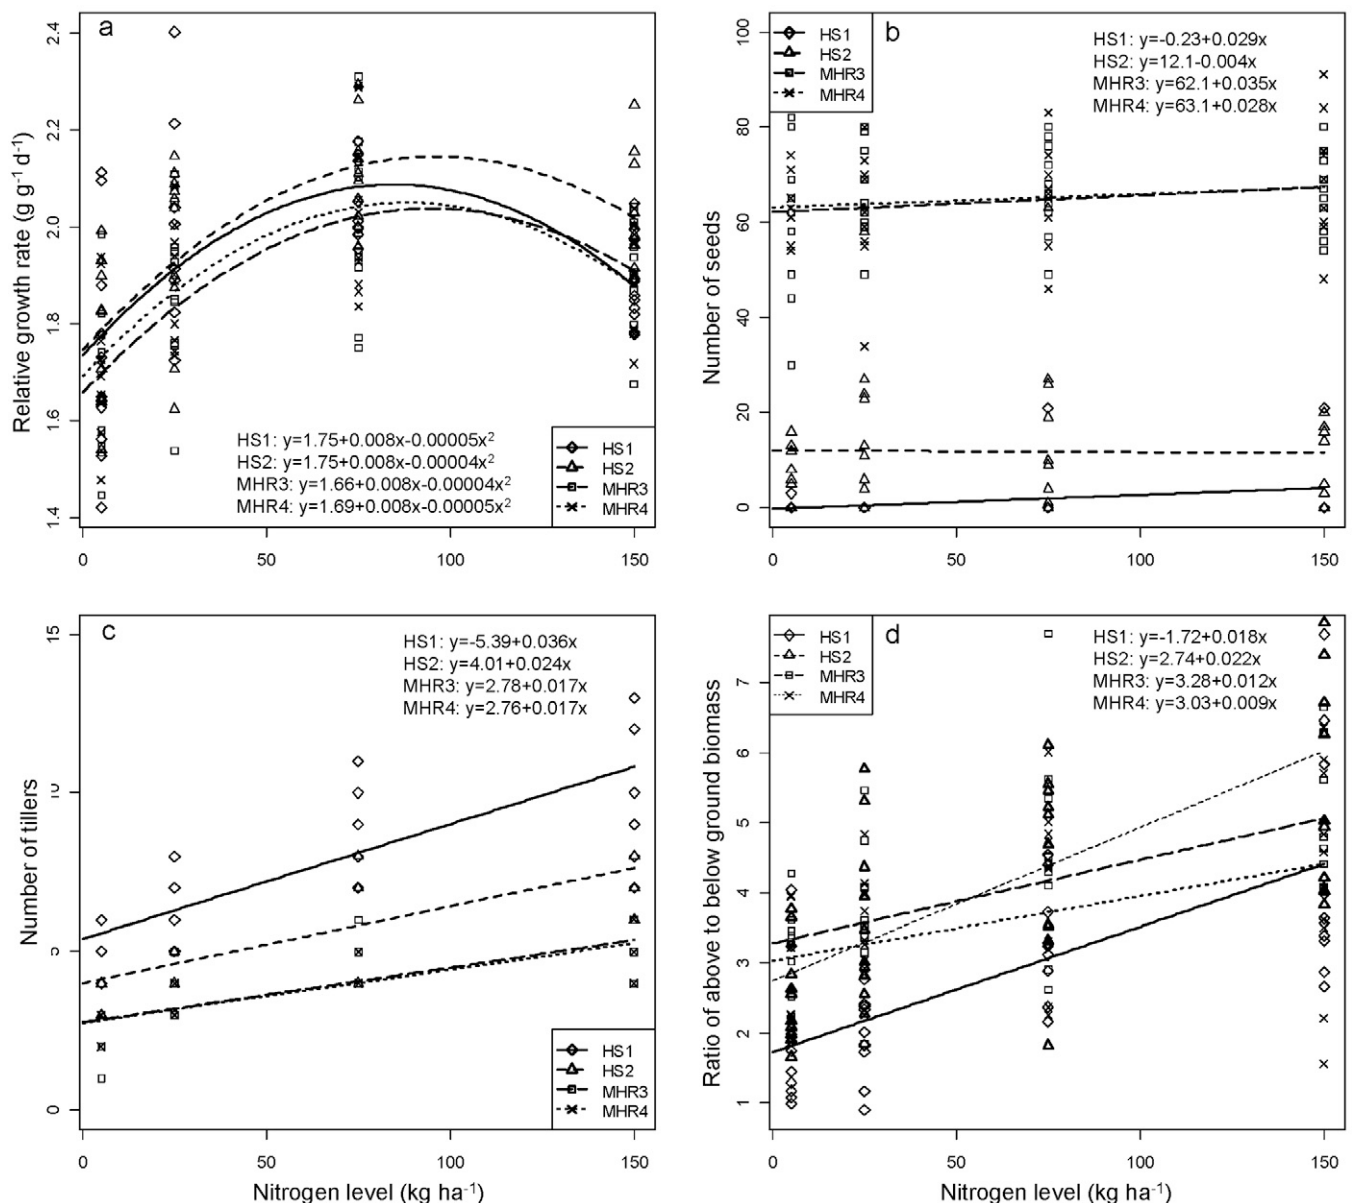 a
2.4
2.2
2.0
1.8
1.6
1.4
Relative growth rate (g g⁻¹ d⁻¹)
HS1: y=1.75+0.008x-0.00005x²
HS2: y=1.75+0.008x-0.00004x²
MHR3: y=1.66+0.008x-0.00004x²
MHR4: y=1.69+0.008x-0.00005x²
HS1
HS2
MHR3
MHR4
0 50 100 150
b
HS1
HS2
MHR3
MHR4
HS1: y=-0.23+0.029x
HS2: y=12.1-0.004x
MHR3: y=62.1+0.035x
MHR4: y=63.1+0.028x
100
80
60
40
20
0
Number of seeds
0 50 100 150
c
HS1: y=-5.39+0.036x
HS2: y=4.01+0.024x
MHR3: y=2.78+0.017x
MHR4: y=2.76+0.017x
15
10
5
0
Number of tillers
HS1
HS2
MHR3
MHR4
0 50 100 150
Nitrogen level (kg ha⁻¹)
d
HS1
HS2
MHR3
MHR4
HS1: y=-1.72+0.018x
HS2: y=2.74+0.022x
MHR3: y=3.28+0.012x
MHR4: y=3.03+0.009x
7
6
5
4
3
2
1
Ratio of above to below ground biomass
0 50 100 150
Nitrogen level (kg ha⁻¹)